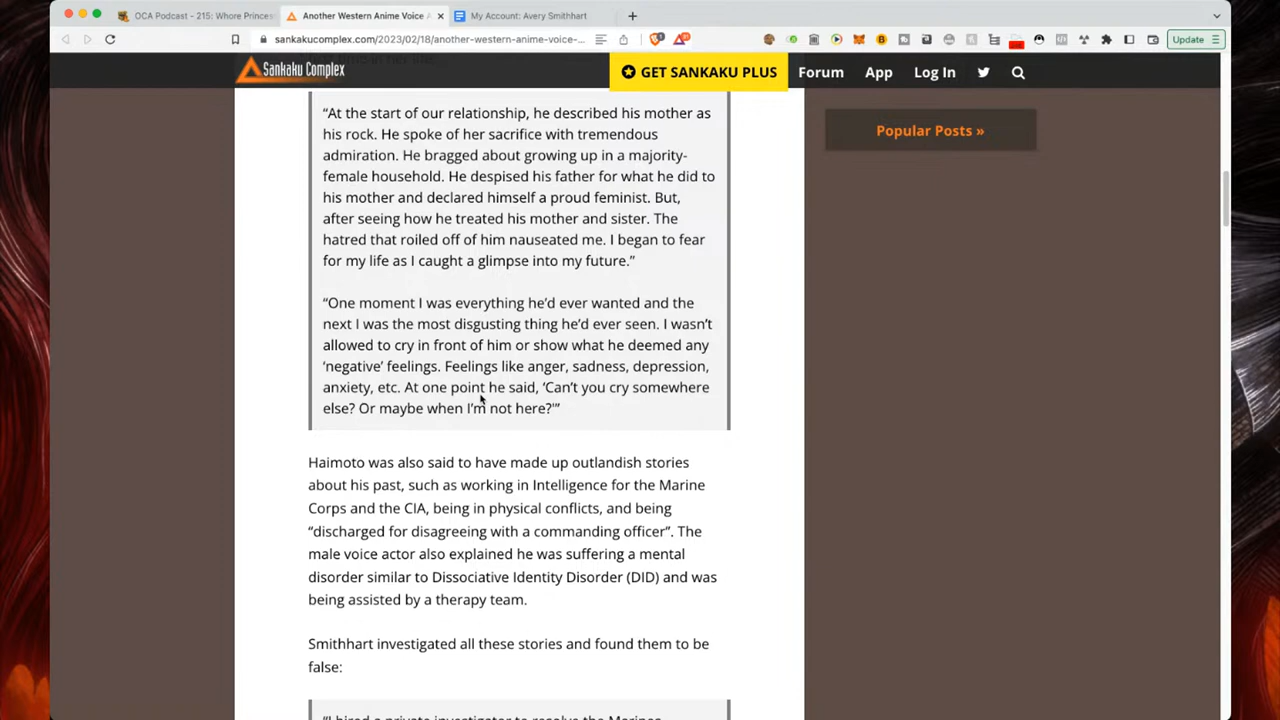 OCA Podcast - 215: Whore Princes
Another Western Anime Voice A
My Account: Avery Smithhart
sankakucomplex.com/2023/02/18/another-western-anime-voice-...
Update
Sankaku Complex
GET SANKAKU PLUS
Forum
App
Log In
Popular Posts »
“At the start of our relationship, he described his mother as
his rock. He spoke of her sacrifice with tremendous
admiration. He bragged about growing up in a majority-
female household. He despised his father for what he did to
his mother and declared himself a proud feminist. But,
after seeing how he treated his mother and sister. The
hatred that roiled off of him nauseated me. I began to fear
for my life as I caught a glimpse into my future.”
“One moment I was everything he’d ever wanted and the
next I was the most disgusting thing he’d ever seen. I wasn’t
allowed to cry in front of him or show what he deemed any
‘negative’ feelings. Feelings like anger, sadness, depression,
anxiety, etc. At one point he said, ‘Can’t you cry somewhere
else? Or maybe when I’m not here?'”
Haimoto was also said to have made up outlandish stories
about his past, such as working in Intelligence for the Marine
Corps and the CIA, being in physical conflicts, and being
“discharged for disagreeing with a commanding officer”. The
male voice actor also explained he was suffering a mental
disorder similar to Dissociative Identity Disorder (DID) and was
being assisted by a therapy team.
Smithhart investigated all these stories and found them to be
false:
“I hired a private investigator to resolve the Marines